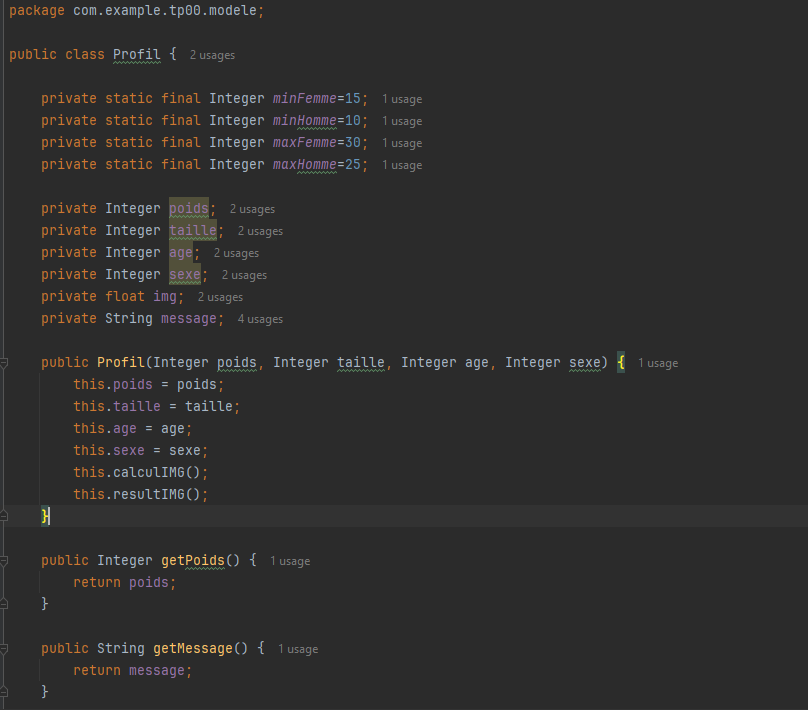 package com.example.tp00.modele;
public class Profil { 2 usages
private static final Integer minFemme=15; 1 usage
private static final Integer minHomme=10; 1 usage
private static final Integer maxFemme=30; 1 usage
private static final Integer maxHomme=25; 1 usage
private Integer poids; 2 usages
private Integer taille; 2 usages
private Integer age; 2 usages
private Integer sexe; 2 usages
private float img; 2 usages
private String message; 4 usages
public Profil(Integer poids, Integer taille, Integer age, Integer sexe) { 1 usage
this.poids = poids;
this.taille = taille;
this.age = age;
this.sexe = sexe;
this.calculIMG();
this.resultIMG();
}
public Integer getPoids() { 1 usage
return poids;
}
public String getMessage() { 1 usage
return message;
}